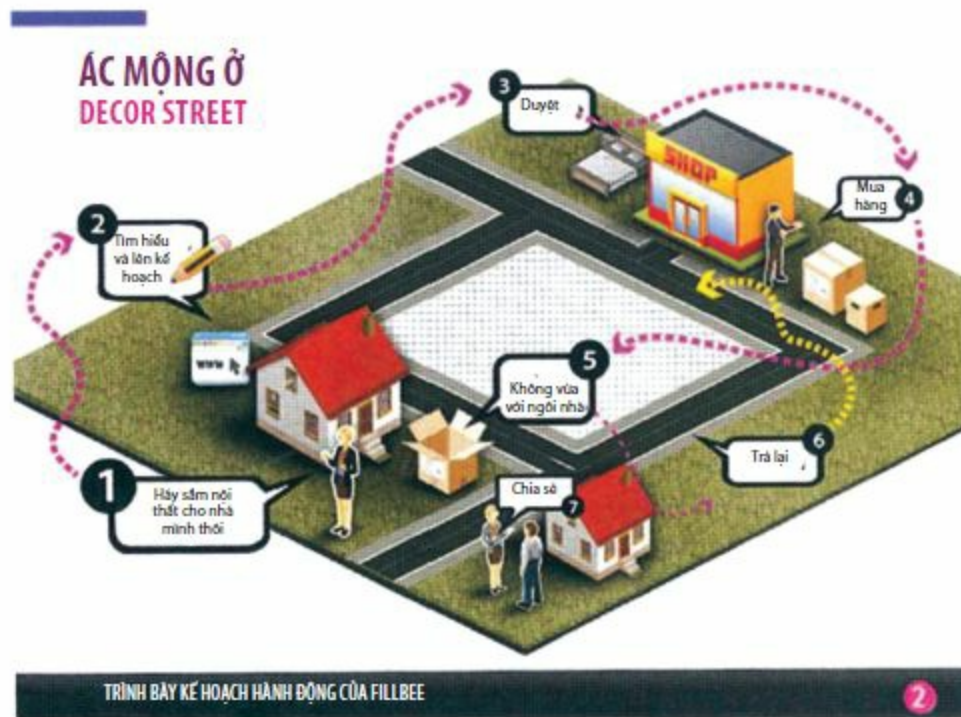 ÁC MỘNG Ở
DECOR STREET
1
Hãy sắm nội
thất cho nhà
mình thôi
2
Tìm hiểu
và lên kế
hoạch
www
3
Duyệt
SHOP
4
Mua
hàng
5
Không vừa
với ngôi nhà
6
Trả lại
7
Chia sẻ
TRÌNH BÀY KẾ HOẠCH HÀNH ĐỘNG CỦA FILLBEE
2